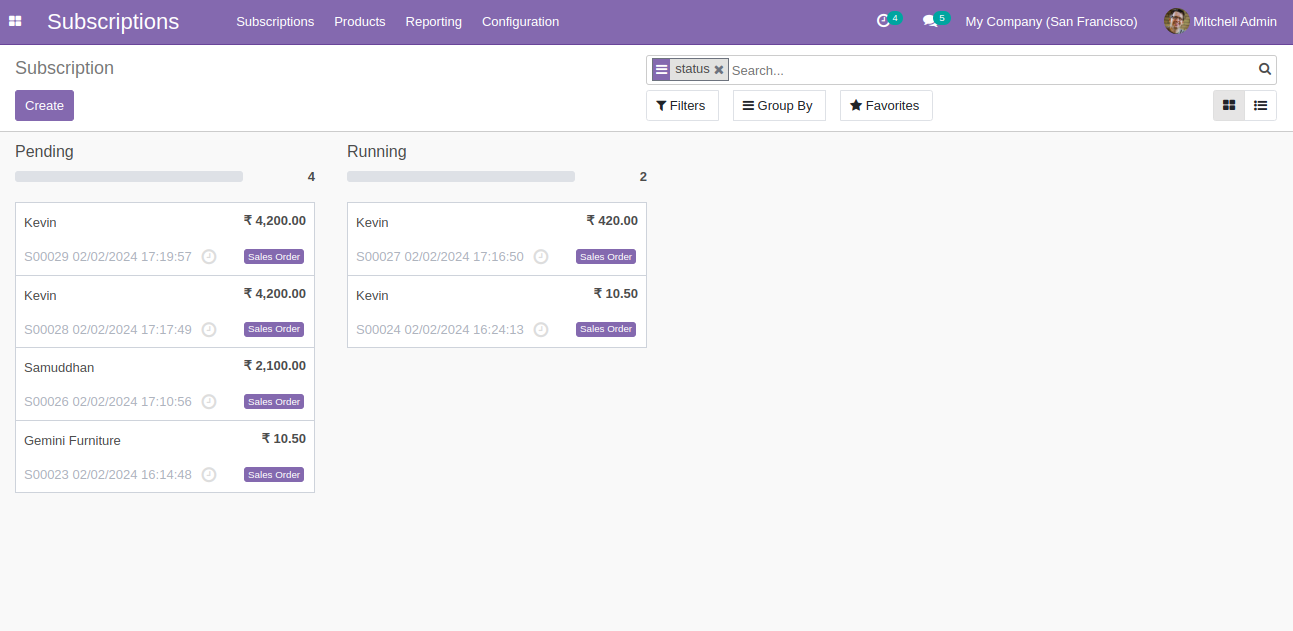 Subscriptions Subscriptions Products Reporting Configuration 4 5 My Company (San Francisco) Mitchell Admin
Subscription
status Search...
Create
Filters Group By Favorites
Pending
4
Kevin ₹ 4,200.00
S00029 02/02/2024 17:19:57 Sales Order
Kevin ₹ 4,200.00
S00028 02/02/2024 17:17:49 Sales Order
Samuddhan ₹ 2,100.00
S00026 02/02/2024 17:10:56 Sales Order
Gemini Furniture ₹ 10.50
S00023 02/02/2024 16:14:48 Sales Order
Running
2
Kevin ₹ 420.00
S00027 02/02/2024 17:16:50 Sales Order
Kevin ₹ 10.50
S00024 02/02/2024 16:24:13 Sales Order